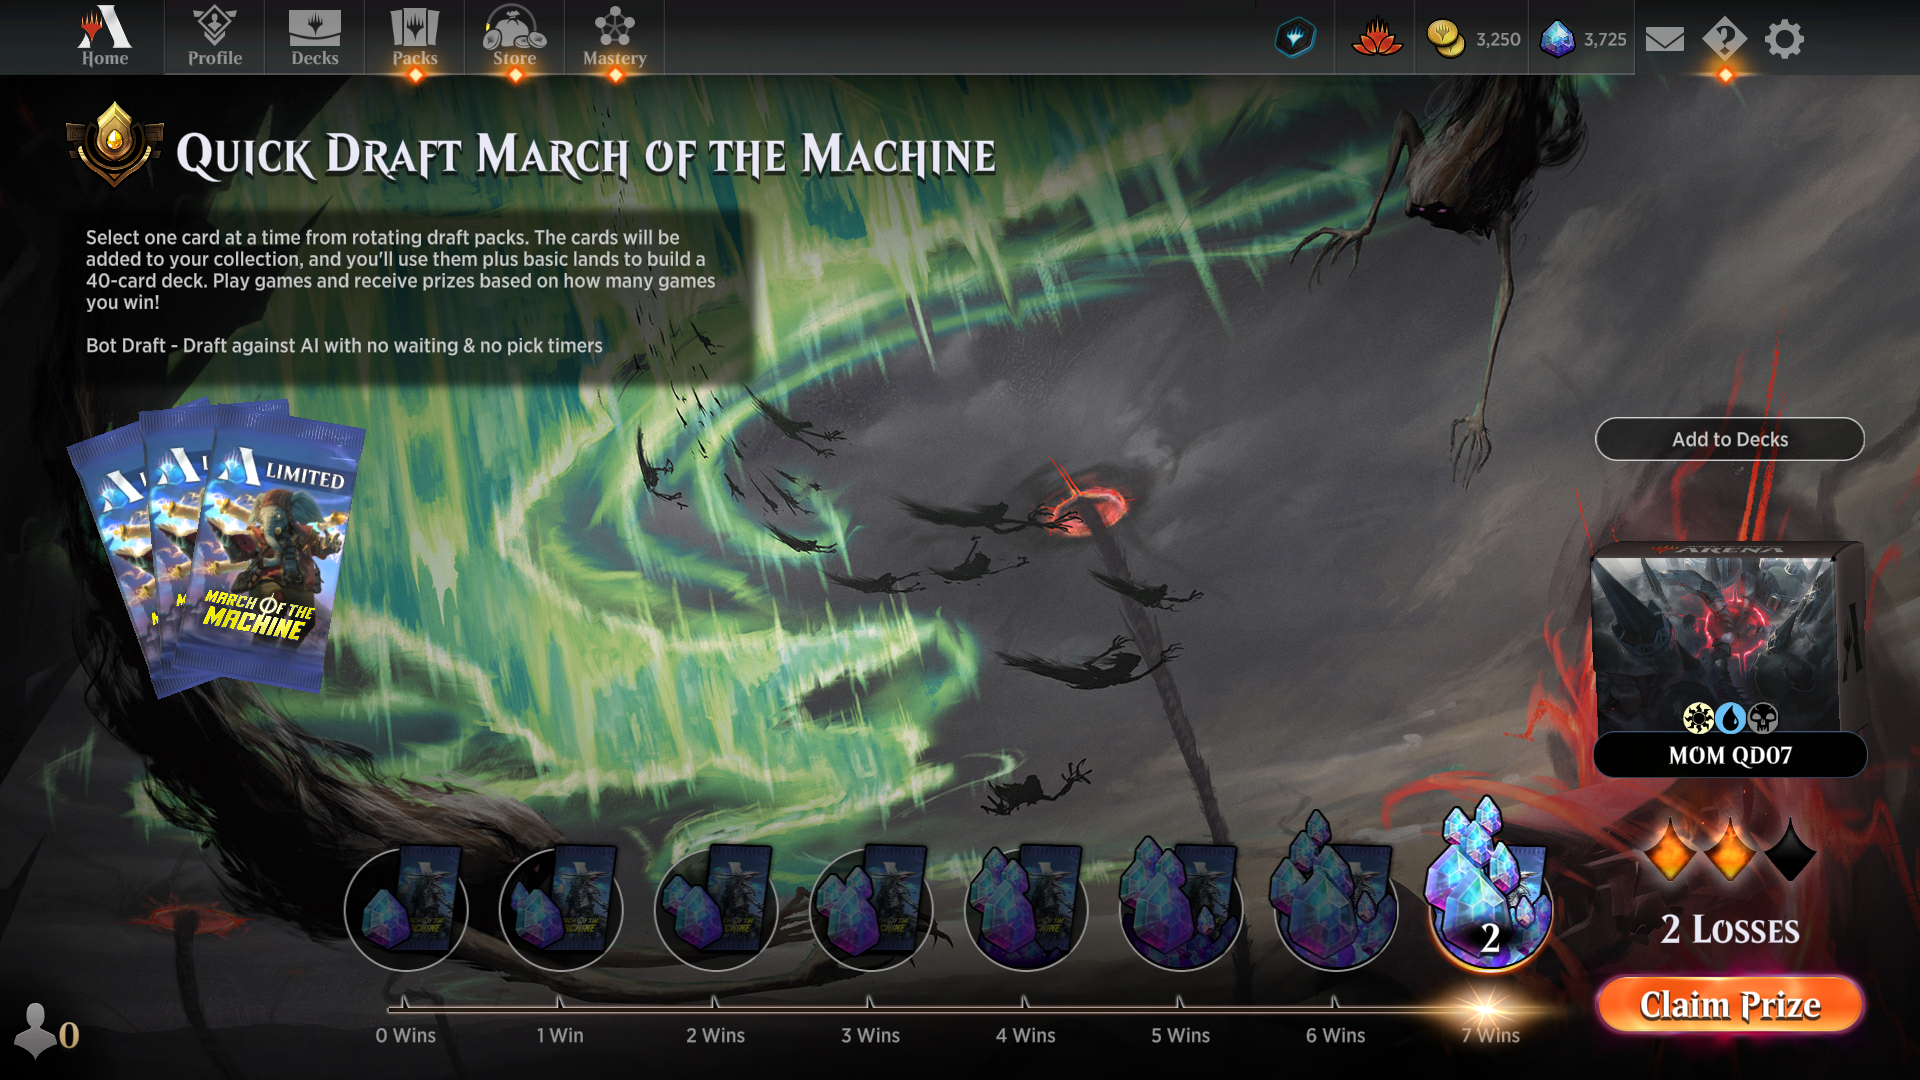 Home
Profile
Decks
Packs
Store
Mastery
3,250
3,725
Quick Draft March of the Machine
Select one card at a time from rotating draft packs. The cards will be
added to your collection, and you'll use them plus basic lands to build a
40-card deck. Play games and receive prizes based on how many games
you win!
Bot Draft - Draft against AI with no waiting & no pick timers
Add to Decks
LIMITED
MARCH OF THE
MACHINE
ARENA
MOM QD07
2
2 Losses
Claim Prize
0
0 Wins
1 Win
2 Wins
3 Wins
4 Wins
5 Wins
6 Wins
7 Wins